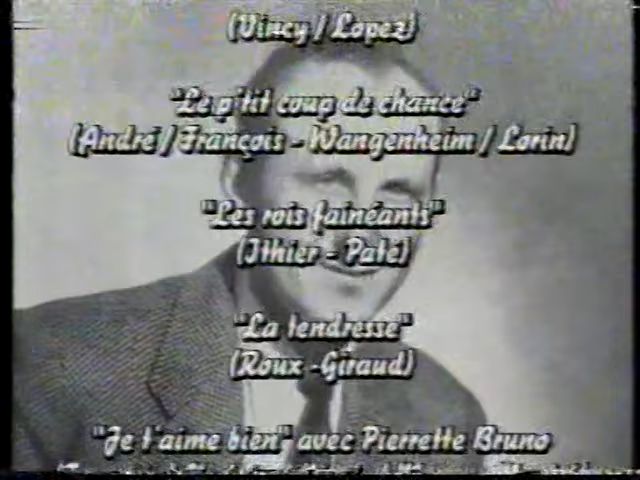 (Vincy / Lopez)
"Le p'tit coup de chance"
(André / François - Wangenheim / Lorin)
"Les rois fainéants"
(Ithier - Paté)
"La tendresse"
(Roux -Giraud)
"Je t'aime bien" avec Pierrette Bruno